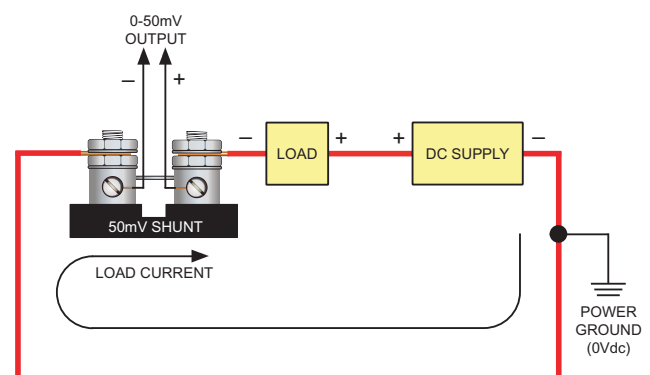 0-50mV
OUTPUT
– +
– LOAD + + DC SUPPLY –
50mV SHUNT
LOAD CURRENT
POWER
GROUND
(0Vdc)